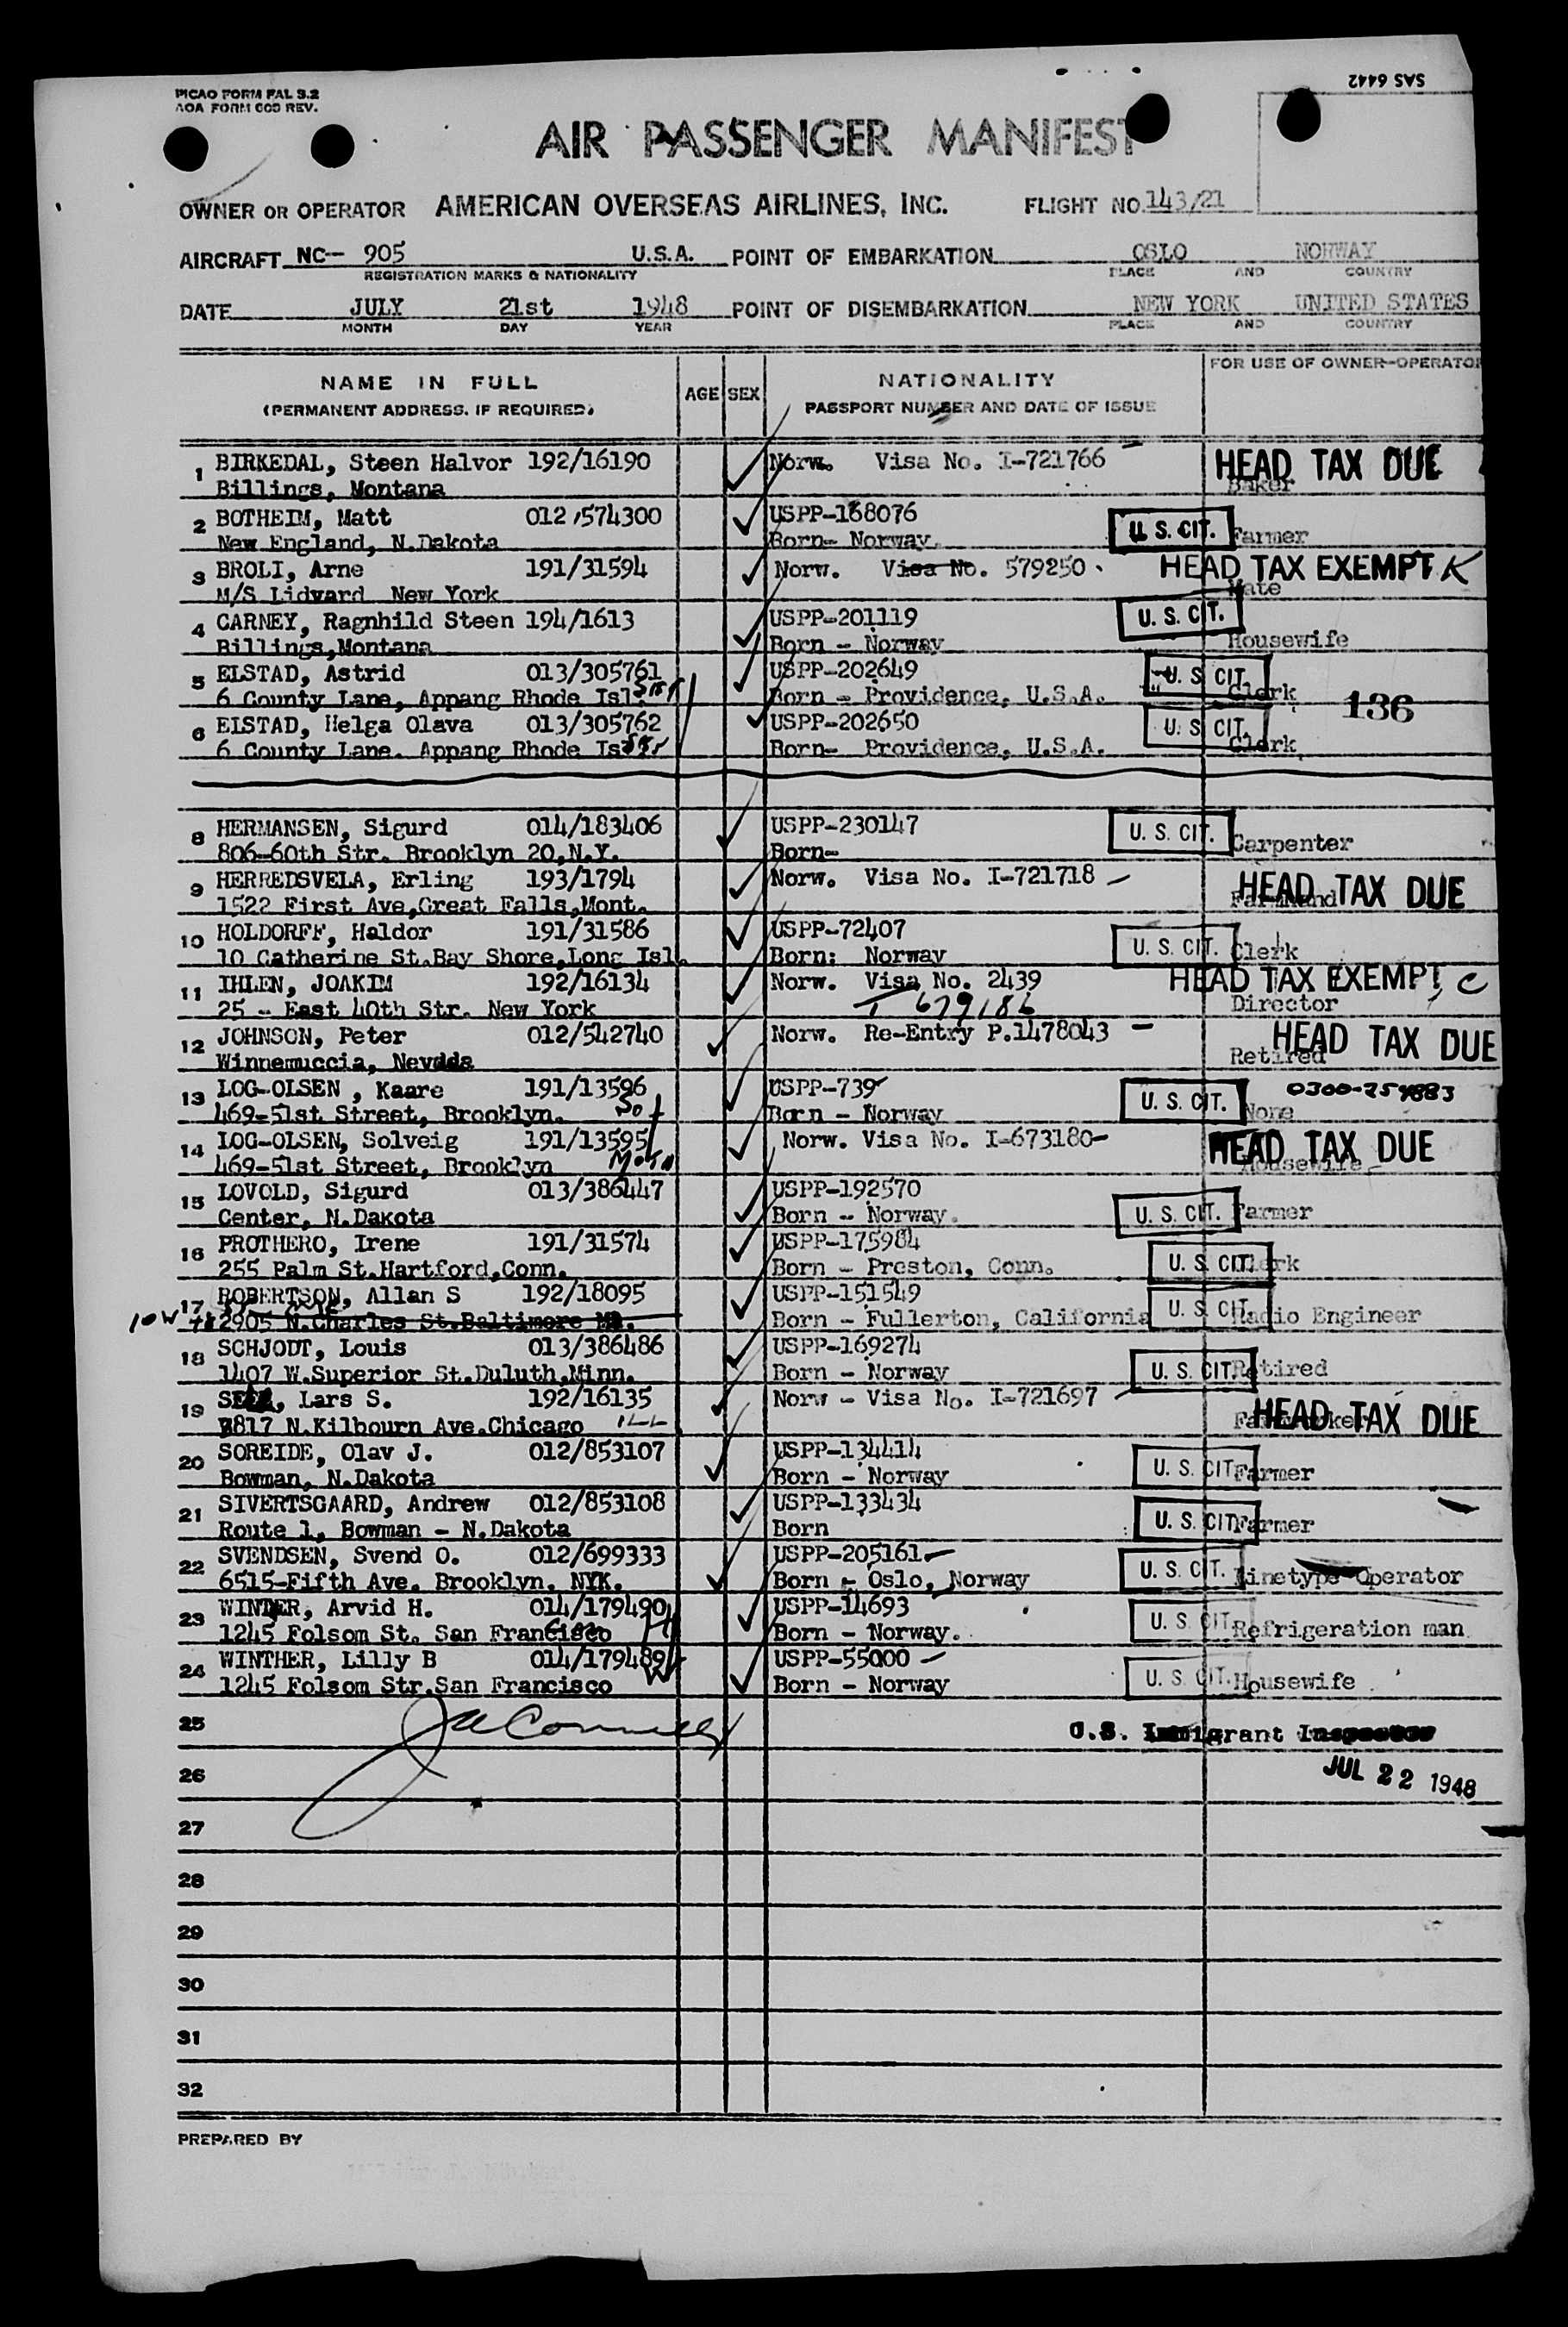 SAS 6442
PICAO FORM FAL 3.2
AOA FORM 609 REV.
AIR PASSENGER MANIFEST
OWNER OR OPERATOR AMERICAN OVERSEAS AIRLINES, INC. FLIGHT NO. 143/21
AIRCRAFT NC-- 905 U.S.A. POINT OF EMBARKATION OSLO NORWAY
REGISTRATION MARKS & NATIONALITY PLACE AND COUNTRY
DATE JULY 21st 1948 POINT OF DISEMBARKATION NEW YORK UNITED STATES
MONTH DAY YEAR PLACE AND COUNTRY
NAME IN FULL AGE SEX NATIONALITY FOR USE OF OWNER-OPERATOR
(PERMANENT ADDRESS, IF REQUIRED) PASSPORT NUMBER AND DATE OF ISSUE
1 BIRKEDAL, Steen Halvor 192/16190 Norw. Visa No. I-721766 HEAD TAX DUE
Billings, Montana Baker
2 BOTHEIM, Matt 012/574300 USPP-168076 U. S. CIT. Farmer
New England, N.Dakota Born- Norway.
3 BROLI, Arne 191/31594 Norw. Visa No. 579250 HEAD TAX EXEMPT K
M/S Lidvard New York Mate
4 CARNEY, Ragnhild Steen 194/1613 USPP-201119 U. S. CIT.
Billings,Montana Born - Norway Housewife
5 ELSTAD, Astrid 013/305761 USPP-202649 U. S. CIT.
6 County Lane, Appang Rhode Isl. Born - Providence, U.S.A. Clerk 136
6 ELSTAD, Helga Olava 013/305762 USPP-202650 U. S. CIT.
6 County Lane. Appang Rhode Isl Born- Providence, U.S.A. Clerk
8 HERMANSEN, Sigurd 014/183406 USPP-230147 U. S. CIT.
806-60th Str. Brooklyn 20,N.Y. Born- Carpenter
9 HERREDSVELA, Erling 193/1794 Norw. Visa No. I-721718 HEAD TAX DUE
1522 First Ave,Great Falls,Mont. Farmhand
10 HOLDORFF, Haldor 191/31586 USPP-72407 U. S. CIT. Clerk
10 Catherine St.Bay Shore,Long Isl. Born: Norway
11 IHLEN, JOAKIM 192/16134 Norw. Visa No. 2439 HEAD TAX EXEMPT, C
25 - East 40th Str. New York I 679186 Director
12 JOHNSON, Peter 012/542740 Norw. Re-Entry P.1478043 HEAD TAX DUE
Winnemuccia, Nevdda Retired
13 LOG-OLSEN , Kaare 191/13596 USPP-739 U. S. CIT. 0300-254883
469-51st Street, Brooklyn. Son Born - Norway None
14 LOG-OLSEN, Solveig 191/13595 Norw. Visa No. I-673180- HEAD TAX DUE
469-51st Street, Brooklyn Moth Housewife
15 LOVOLD, Sigurd 013/386447 USPP-192570 U. S. CIT. Farmer
Center, N.Dakota Born - Norway.
16 PROTHERO, Irene 191/31574 USPP-175984 U. S. CIT. Clerk
255 Palm St.Hartford,Conn. Born - Preston, Conn.
17 ROBERTSON, Allan S 192/18095 USPP-151549 U. S. CIT.
2905 N.Charles St.Baltimore Md. Born - Fullerton, California Radio Engineer
18 SCHJODT, Louis 013/386486 USPP-169274
1407 W.Superior St.Duluth,Minn. Born - Norway U. S. CIT. Retired
19 Lars S. 192/16135 Norw - Visa No. I-721697 HEAD TAX DUE
3817 N.Kilbourn Ave.Chicago ILL
20 SOREIDE, Olav J. 012/853107 USPP-134414 U. S. CIT. Farmer
Bowman, N.Dakota Born - Norway
21 SIVERTSGAARD, Andrew 012/853108 USPP-133434 U. S. CIT. Farmer
Route 1, Bowman - N.Dakota Born
22 SVENDSEN, Svend O. 012/699333 USPP-205161 U. S. CIT. Linetype Operator
6515-Fifth Ave. Brooklyn. NYK. Born - Oslo, Norway
23 WINTHER, Arvid H. 014/179490 USPP-14693 U. S. CIT.
1245 Folsom St. San Francisco H Born - Norway. Refrigeration man
24 WINTHER, Lilly B 014/179489 USPP-55000 U. S. CIT. Housewife
1245 Folsom Str.San Francisco W Born - Norway
25 U.S. Immigrant Inspector
26 JUL 22 1948
27
28
29
30
31
32
PREPARED BY